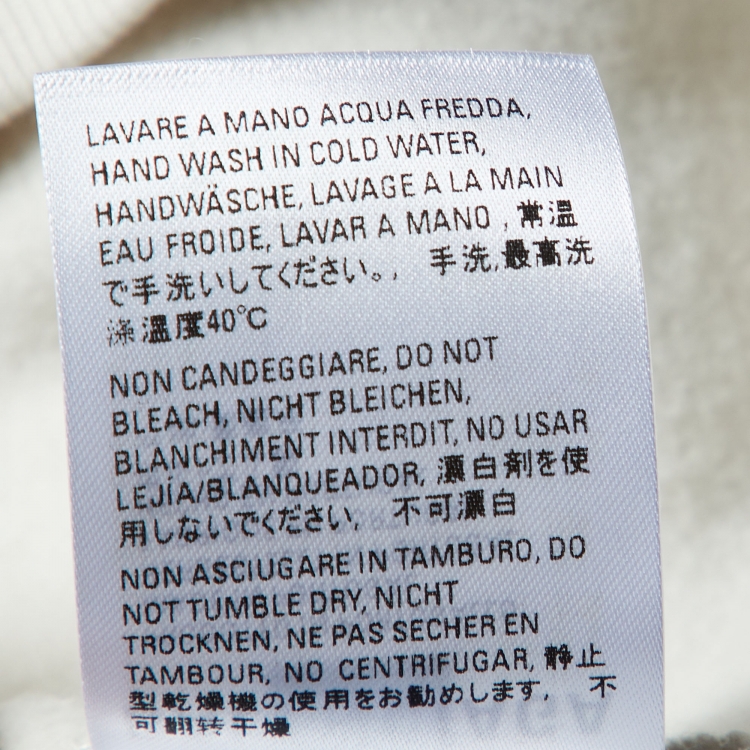 LAVARE A MANO ACQUA FREDDA,
HAND WASH IN COLD WATER,
HANDWÄSCHE, LAVAGE A LA MAIN
EAU FROIDE, LAVAR A MANO , 常温
で手洗いしてください。, 手洗,最高洗
涤温度40℃
NON CANDEGGIARE, DO NOT
BLEACH, NICHT BLEICHEN,
BLANCHIMENT INTERDIT, NO USAR
LEJÍA/BLANQUEADOR, 漂白剤を使
用しないでください, 不可漂白
NON ASCIUGARE IN TAMBURO, DO
NOT TUMBLE DRY, NICHT
TROCKNEN, NE PAS SECHER EN
TAMBOUR, NO CENTRIFUGAR, 静止
型乾燥機の使用をお勧めします, 不
可翻转干燥